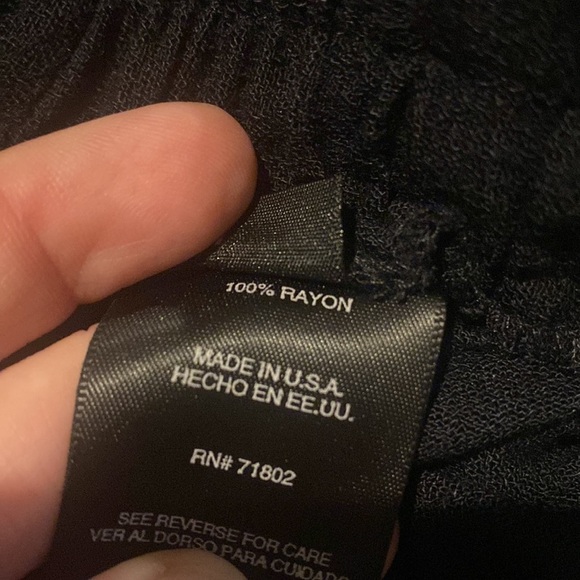 100% RAYON
MADE IN U.S.A.
HECHO EN EE.UU.
RN# 71802
SEE REVERSE FOR CARE
VER AL DORSO PARA CUIDADO